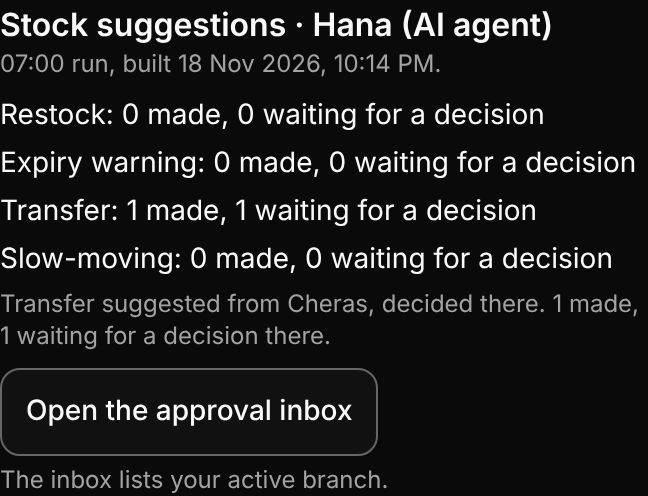 Stock suggestions · Hana (AI agent)
07:00 run, built 18 Nov 2026, 10:14 PM.
Restock: 0 made, 0 waiting for a decision
Expiry warning: 0 made, 0 waiting for a decision
Transfer: 1 made, 1 waiting for a decision
Slow-moving: 0 made, 0 waiting for a decision
Transfer suggested from Cheras, decided there. 1 made,
1 waiting for a decision there.
Open the approval inbox
The inbox lists your active branch.